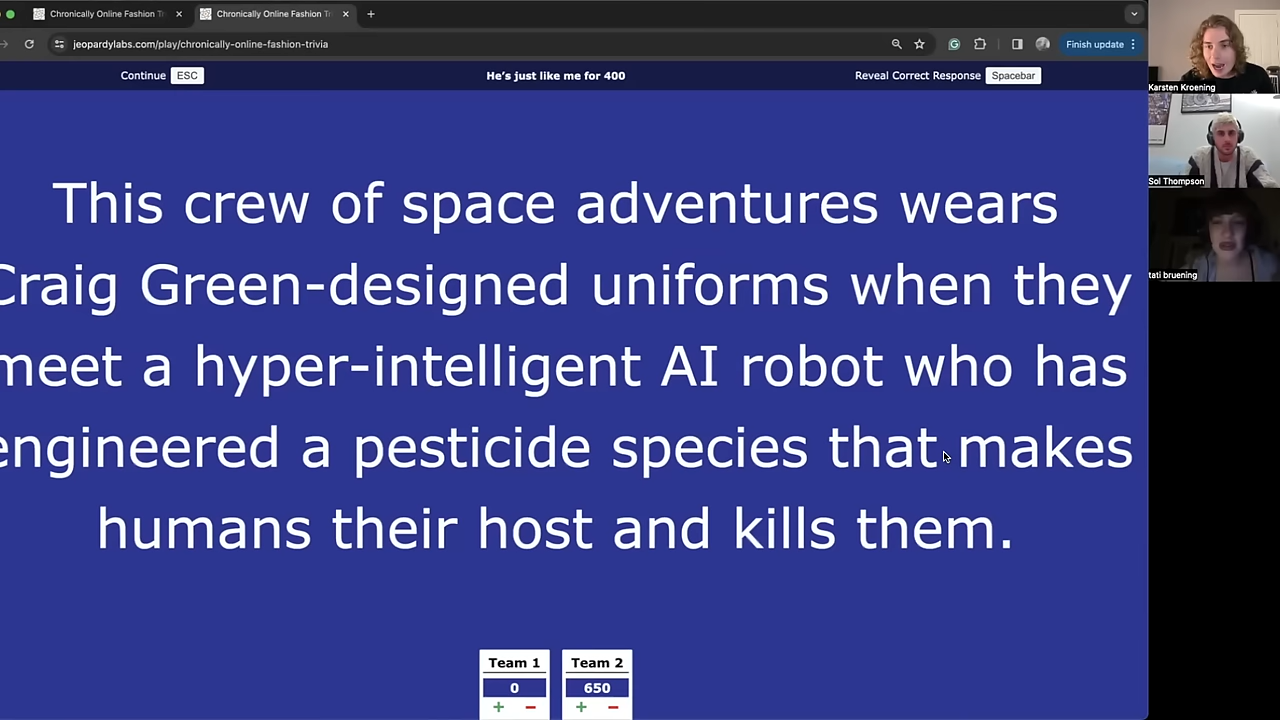 Chronically Online Fashion Tr
Chronically Online Fashion Tr
jeopardylabs.com/play/chronically-online-fashion-trivia
Finish update
Continue ESC
He's just like me for 400
Reveal Correct Response Spacebar
This crew of space adventures wears
Craig Green-designed uniforms when they
meet a hyper-intelligent AI robot who has
engineered a pesticide species that makes
humans their host and kills them.
Team 1
0
+ −
Team 2
650
+ −
Karsten Kroening
Sol Thompson
tati bruening